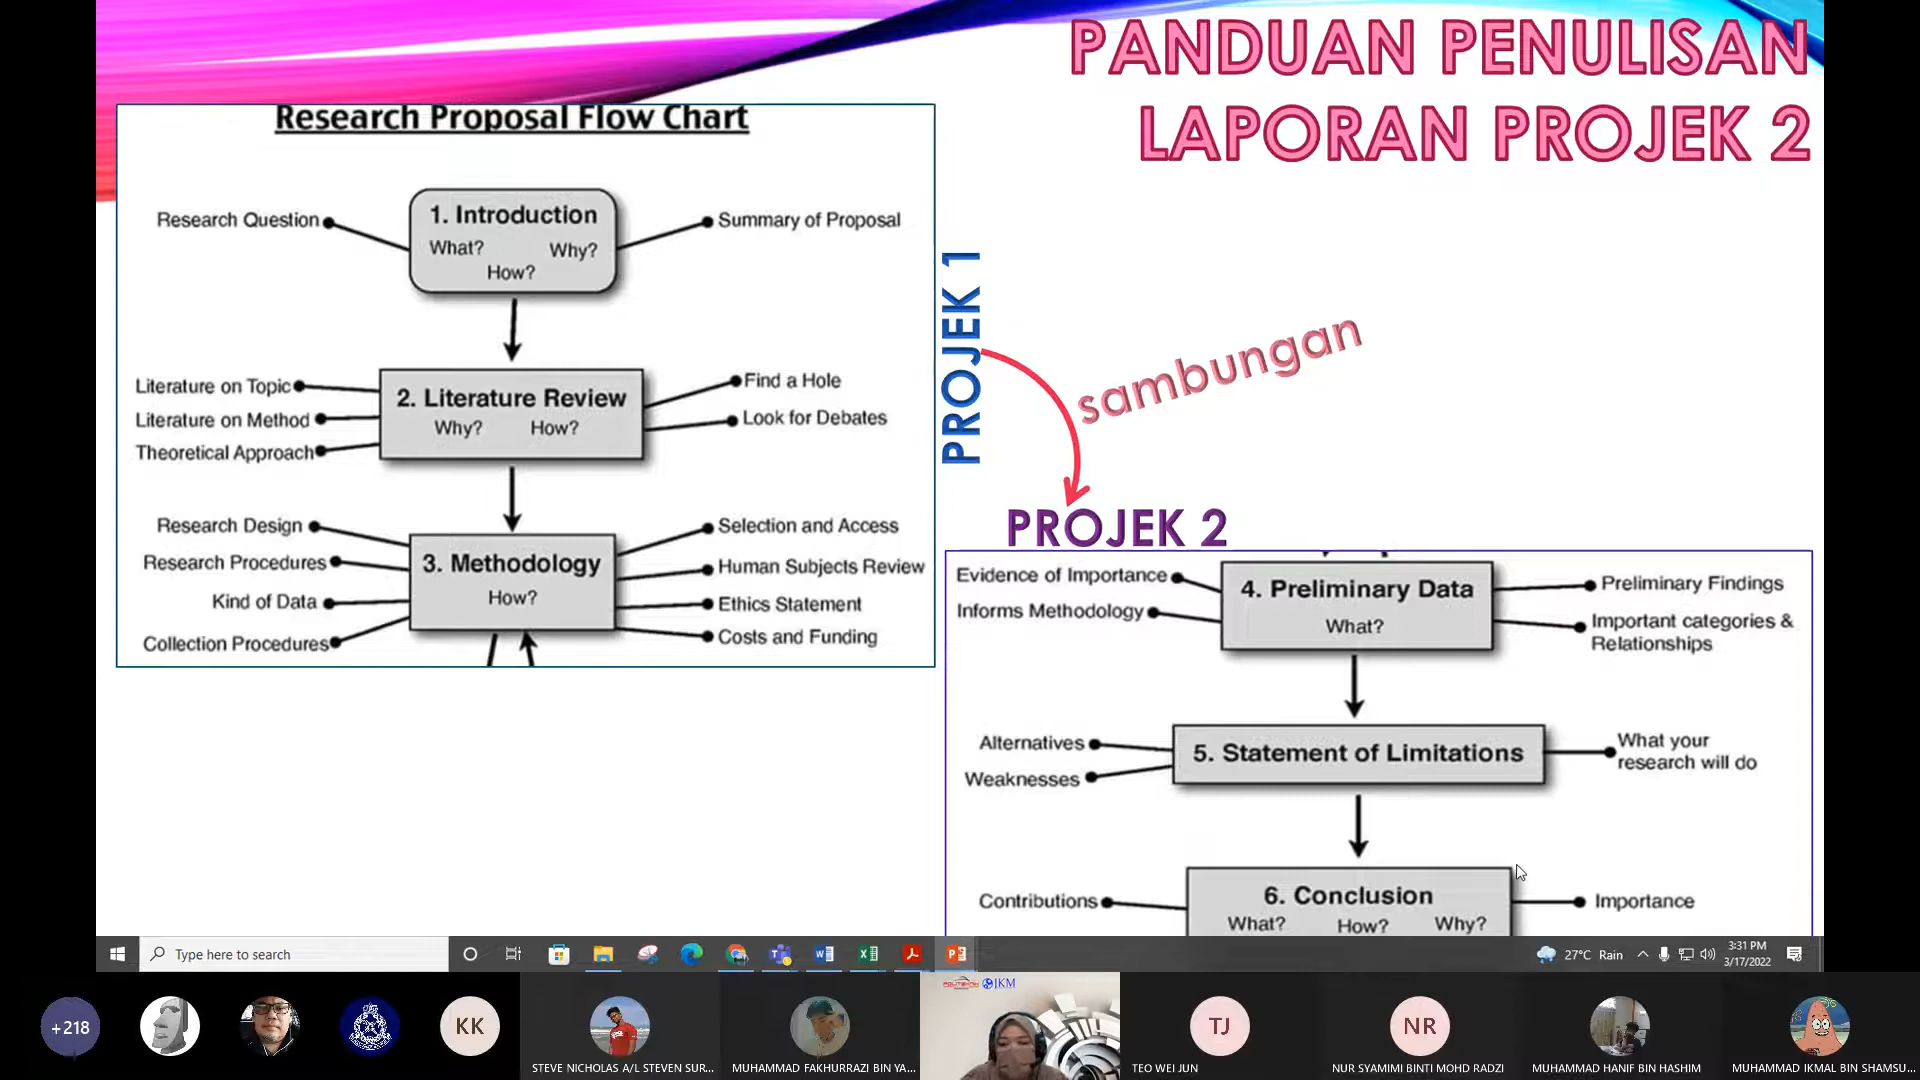 PANDUAN PENULISAN
LAPORAN PROJEK 2
Research Proposal Flow Chart
1. Introduction
What? Why?
How?
Research Question
Summary of Proposal
2. Literature Review
Why? How?
Literature on Topic
Literature on Method
Theoretical Approach
Find a Hole
Look for Debates
3. Methodology
How?
Research Design
Research Procedures
Kind of Data
Collection Procedures
Selection and Access
Human Subjects Review
Ethics Statement
Costs and Funding
PROJEK 1
sambungan
PROJEK 2
4. Preliminary Data
What?
Evidence of Importance
Informs Methodology
Preliminary Findings
Important categories &
Relationships
5. Statement of Limitations
Alternatives
Weaknesses
What your
research will do
6. Conclusion
What? How? Why?
Contributions
Importance
Type here to search
27°C Rain
3:31 PM
3/17/2022
+218
KK
STEVE NICHOLAS A/L STEVEN SUR...
MUHAMMAD FAKHURRAZI BIN YA...
POLITEKNIK JKM
TJ
TEO WEI JUN
NR
NUR SYAMIMI BINTI MOHD RADZI
MUHAMMAD HANIF BIN HASHIM
MUHAMMAD IKMAL BIN SHAMSU...